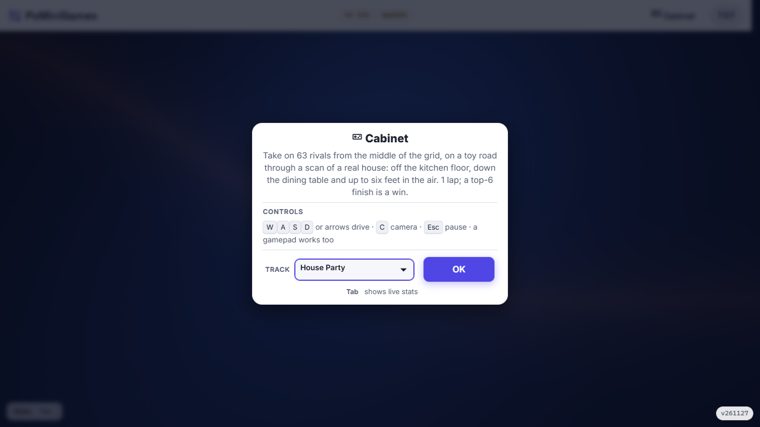 PoMiniGames
Cabinet
Take on 63 rivals from the middle of the grid, on a toy road
through a scan of a real house: off the kitchen floor, down
the dining table and up to six feet in the air. 1 lap; a top-6
finish is a win.
CONTROLS
W A S D or arrows drive · C camera · Esc pause · a
gamepad works too
TRACK House Party OK
Tab shows live stats
v261127